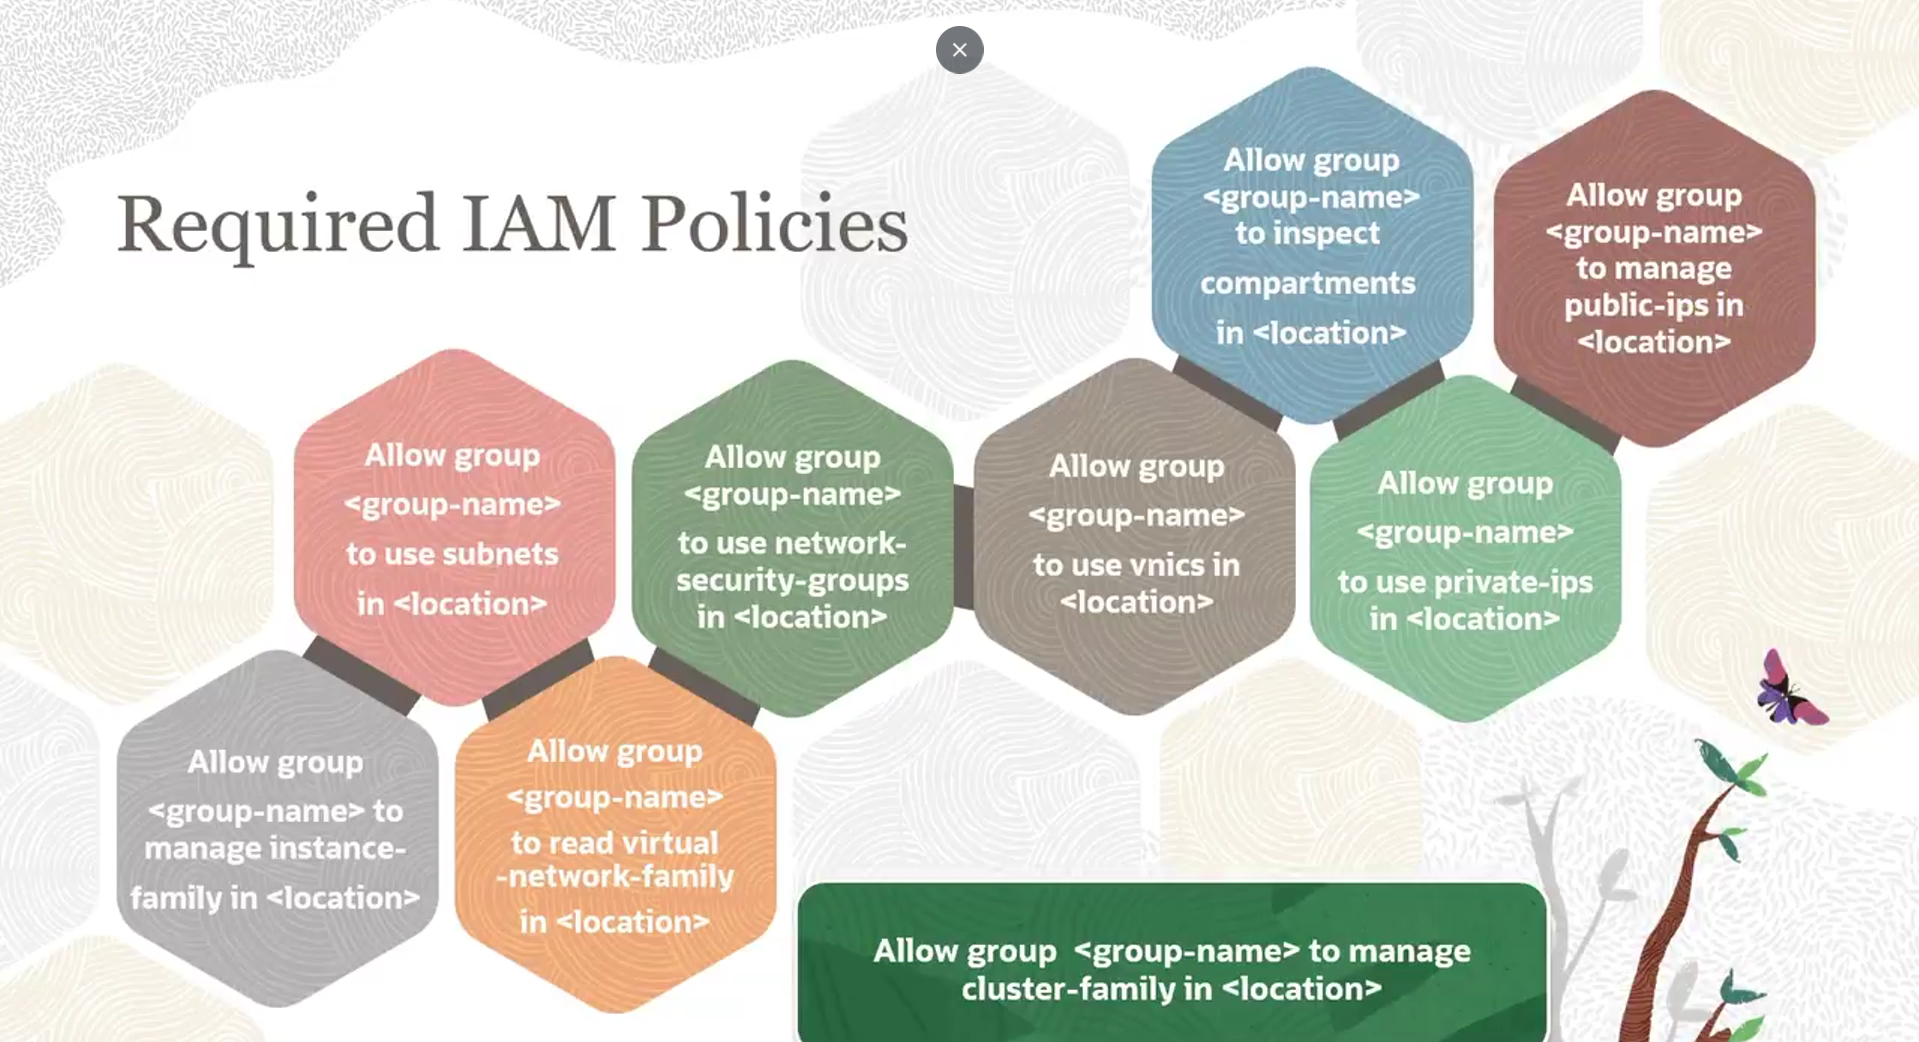 Required IAM Policies
Allow group
<group-name>
to inspect
compartments
in <location>
Allow group
<group-name>
to manage
public-ips in
<location>
Allow group
<group-name>
to use subnets
in <location>
Allow group
<group-name>
to use network-
security-groups
in <location>
Allow group
<group-name>
to use vnics in
<location>
Allow group
<group-name>
to use private-ips
in <location>
Allow group
<group-name> to
manage instance-
family in <location>
Allow group
<group-name>
to read virtual
-network-family
in <location>
Allow group <group-name> to manage
cluster-family in <location>